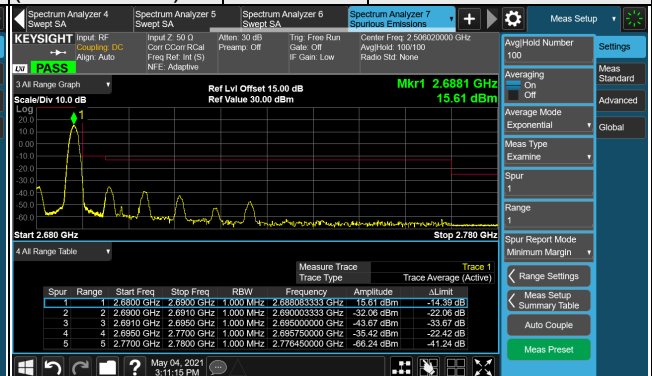 Spectrum Analyzer 4
Swept SA
Spectrum Analyzer 5
Swept SA
Spectrum Analyzer 6
Swept SA
Spectrum Analyzer 7
Spurious Emissions
Meas Setup
KEYSIGHT
Input: RF
Coupling: DC
Align: Auto
Input Z: 50 Ω
Corr CCorr RCal
Freq Ref: Int (S)
NFE: Adaptive
Atten: 30 dB
Preamp: Off
Trig: Free Run
Gate: Off
IF Gain: Low
Center Freq: 2.506020000 GHz
Avg|Hold: 100/100
Radio Std: None
LXI
PASS
3 All Range Graph
Scale/Div 10.0 dB
Ref Lvl Offset 15.00 dB
Ref Value 30.00 dBm
Mkr1 2.6881 GHz
15.61 dBm
Log
20.0
10.0
0.00
-10.0
-20.0
-30.0
-40.0
-50.0
-60.0
1
Start 2.680 GHz
Stop 2.780 GHz
4 All Range Table
Measure Trace Trace 1
Trace Type Trace Average (Active)
Spur Range Start Freq Stop Freq RBW Frequency Amplitude ΔLimit
1 1 2.6800 GHz 2.6900 GHz 1.000 MHz 2.688083333 GHz 15.61 dBm -14.39 dB
2 2 2.6900 GHz 2.6910 GHz 1.000 MHz 2.690003333 GHz -32.06 dBm -22.06 dB
3 3 2.6910 GHz 2.6950 GHz 1.000 MHz 2.695000000 GHz -43.67 dBm -33.67 dB
4 4 2.6950 GHz 2.7700 GHz 1.000 MHz 2.695750000 GHz -35.42 dBm -22.42 dB
5 5 2.7700 GHz 2.7800 GHz 1.000 MHz 2.776450000 GHz -66.24 dBm -41.24 dB
May 04, 2021
3:11:15 PM
Avg|Hold Number
100
Averaging
On
Off
Average Mode
Exponential
Meas Type
Examine
Spur
1
Range
1
Spur Report Mode
Minimum Margin
Range Settings
Meas Setup
Summary Table
Auto Couple
Meas Preset
Settings
Meas
Standard
Advanced
Global